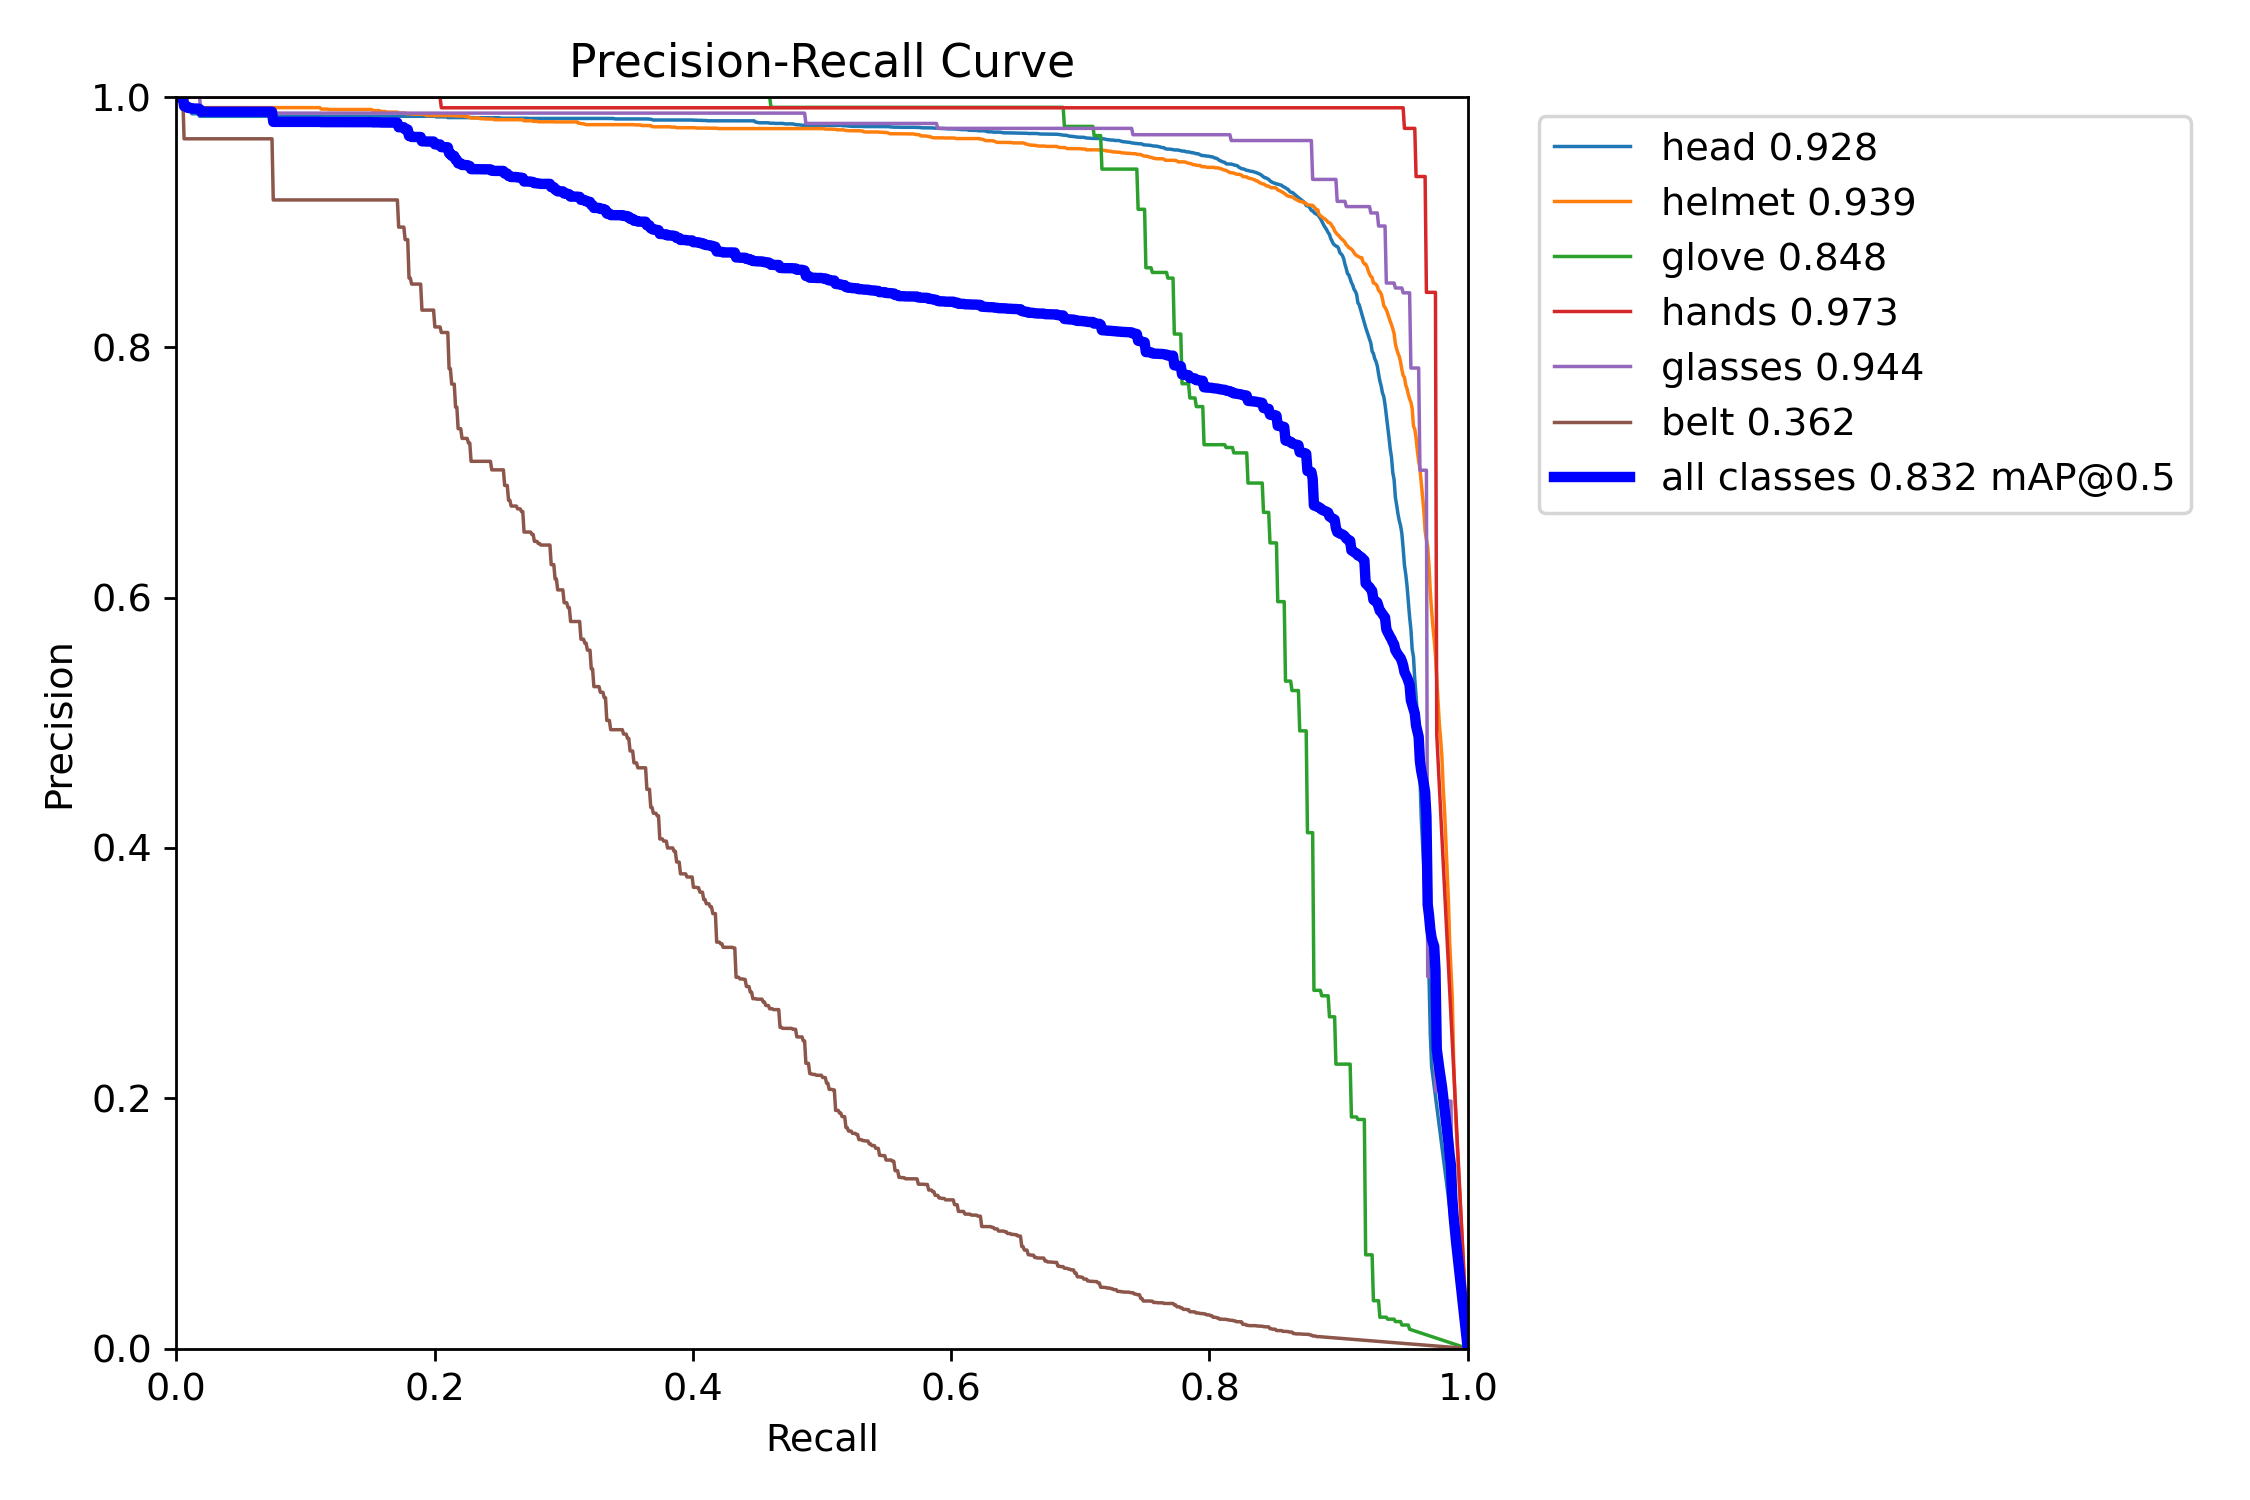 Precision-Recall Curve
1.0
0.8
0.6
0.4
0.2
0.0
Precision
0.0 0.2 0.4 0.6 0.8 1.0
Recall
head 0.928
helmet 0.939
glove 0.848
hands 0.973
glasses 0.944
belt 0.362
all classes 0.832 mAP@0.5